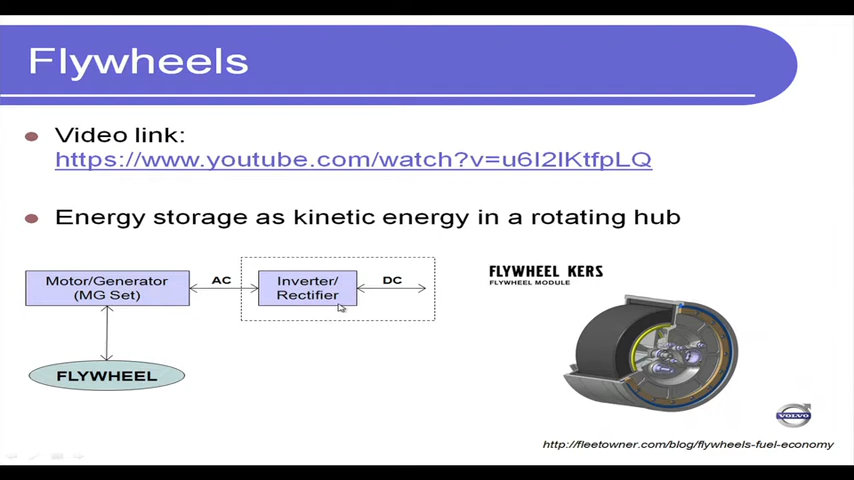 Flywheels
Video link:
https://www.youtube.com/watch?v=u6I2IKtfpLQ
Energy storage as kinetic energy in a rotating hub
Motor/Generator
(MG Set)
AC
Inverter/
Rectifier
DC
FLYWHEEL
FLYWHEEL KERS
FLYWHEEL MODULE
VOLVO
http://fleetowner.com/blog/flywheels-fuel-economy